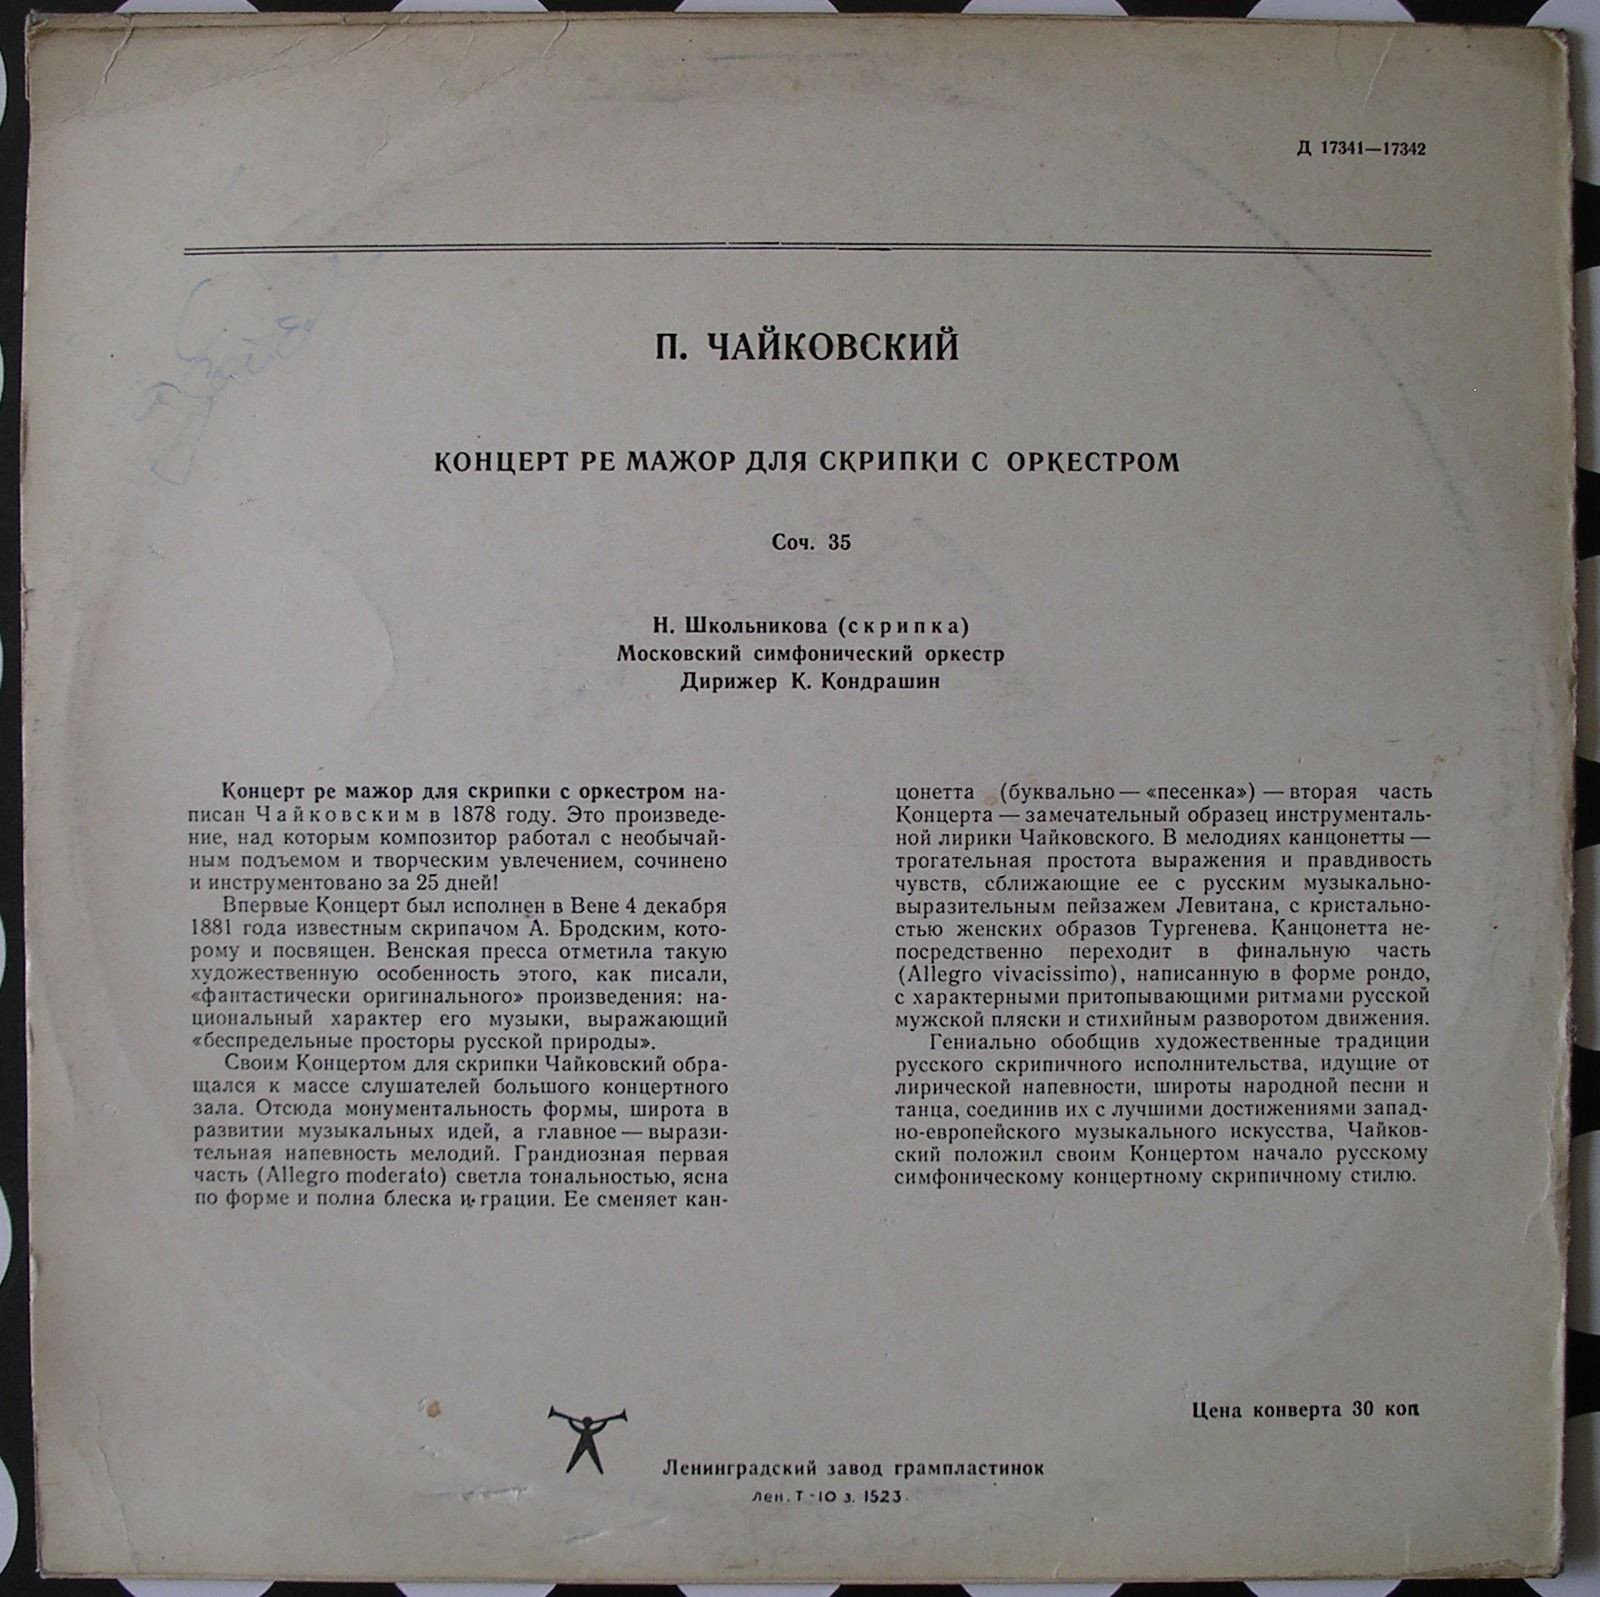 Д 17341—17342
П. ЧАЙКОВСКИЙ
КОНЦЕРТ РЕ МАЖОР ДЛЯ СКРИПКИ С ОРКЕСТРОМ
Соч. 35
Н. Школьникова (скрипка)
Московский симфонический оркестр
Дирижер К. Кондрашин
Концерт ре мажор для скрипки с оркестром на-
писан Чайковским в 1878 году. Это произведе-
ние, над которым композитор работал с необычай-
ным подъемом и творческим увлечением, сочинено
и инструментовано за 25 дней!
Впервые Концерт был исполнен в Вене 4 декабря
1881 года известным скрипачом А. Бродским, кото-
рому и посвящен. Венская пресса отметила такую
художественную особенность этого, как писали,
«фантастически оригинального» произведения: на-
циональный характер его музыки, выражающий
«беспредельные просторы русской природы».
Своим Концертом для скрипки Чайковский обра-
щался к массе слушателей большого концертного
зала. Отсюда монументальность формы, широта в
развитии музыкальных идей, а главное — вырази-
тельная напевность мелодий. Грандиозная первая
часть (Allegro moderato) светла тональностью, ясна
по форме и полна блеска и грации. Ее сменяет кан-
цонетта (буквально — «песенка») — вторая часть
Концерта — замечательный образец инструменталь-
ной лирики Чайковского. В мелодиях канцонетты —
трогательная простота выражения и правдивость
чувств, сближающие ее с русским музыкально-
выразительным пейзажем Левитана, с кристально-
стью женских образов Тургенева. Канцонетта не-
посредственно переходит в финальную часть
(Allegro vivacissimo), написанную в форме рондо,
с характерными притопывающими ритмами русской
мужской пляски и стихийным разворотом движения.
Гениально обобщив художественные традиции
русского скрипичного исполнительства, идущие от
лирической напевности, широты народной песни и
танца, соединив их с лучшими достижениями запад-
но-европейского музыкального искусства, Чайков-
ский положил своим Концертом начало русскому
симфоническому концертному скрипичному стилю.
Цена конверта 30 коп
Ленинградский завод грампластинок
лен. Т-10 з. 1523.